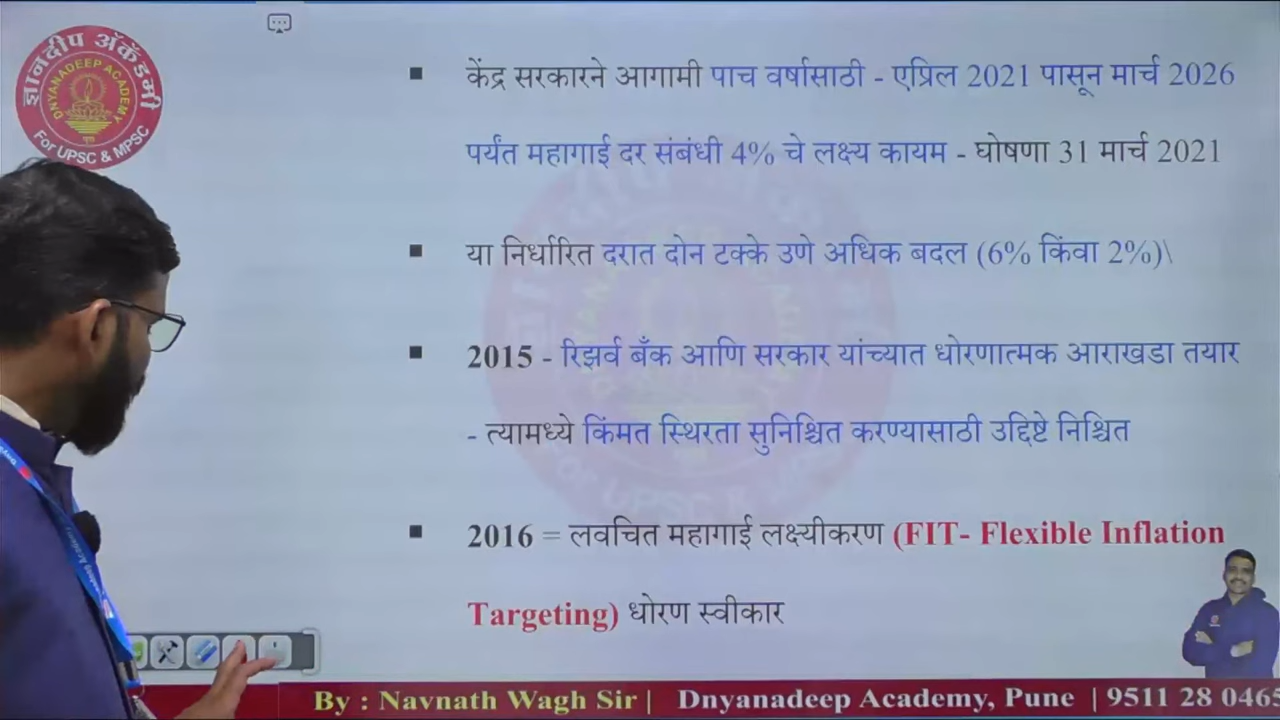 ज्ञानदीप ॲकॅडमी
DNYANADEEP ACADEMY
पुणे
For UPSC & MPSC
▪ केंद्र सरकारने आगामी पाच वर्षासाठी - एप्रिल 2021 पासून मार्च 2026
पर्यंत महागाई दर संबंधी 4% चे लक्ष्य कायम - घोषणा 31 मार्च 2021
▪ या निर्धारित दरात दोन टक्के उणे अधिक बदल (6% किंवा 2%)\
▪ 2015 - रिझर्व बँक आणि सरकार यांच्यात धोरणात्मक आराखडा तयार
- त्यामध्ये किंमत स्थिरता सुनिश्चित करण्यासाठी उद्दिष्टे निश्चित
▪ 2016 = लवचित महागाई लक्ष्यीकरण (FIT- Flexible Inflation
Targeting) धोरण स्वीकार
By : Navnath Wagh Sir | Dnyanadeep Academy, Pune | 9511 28 0465